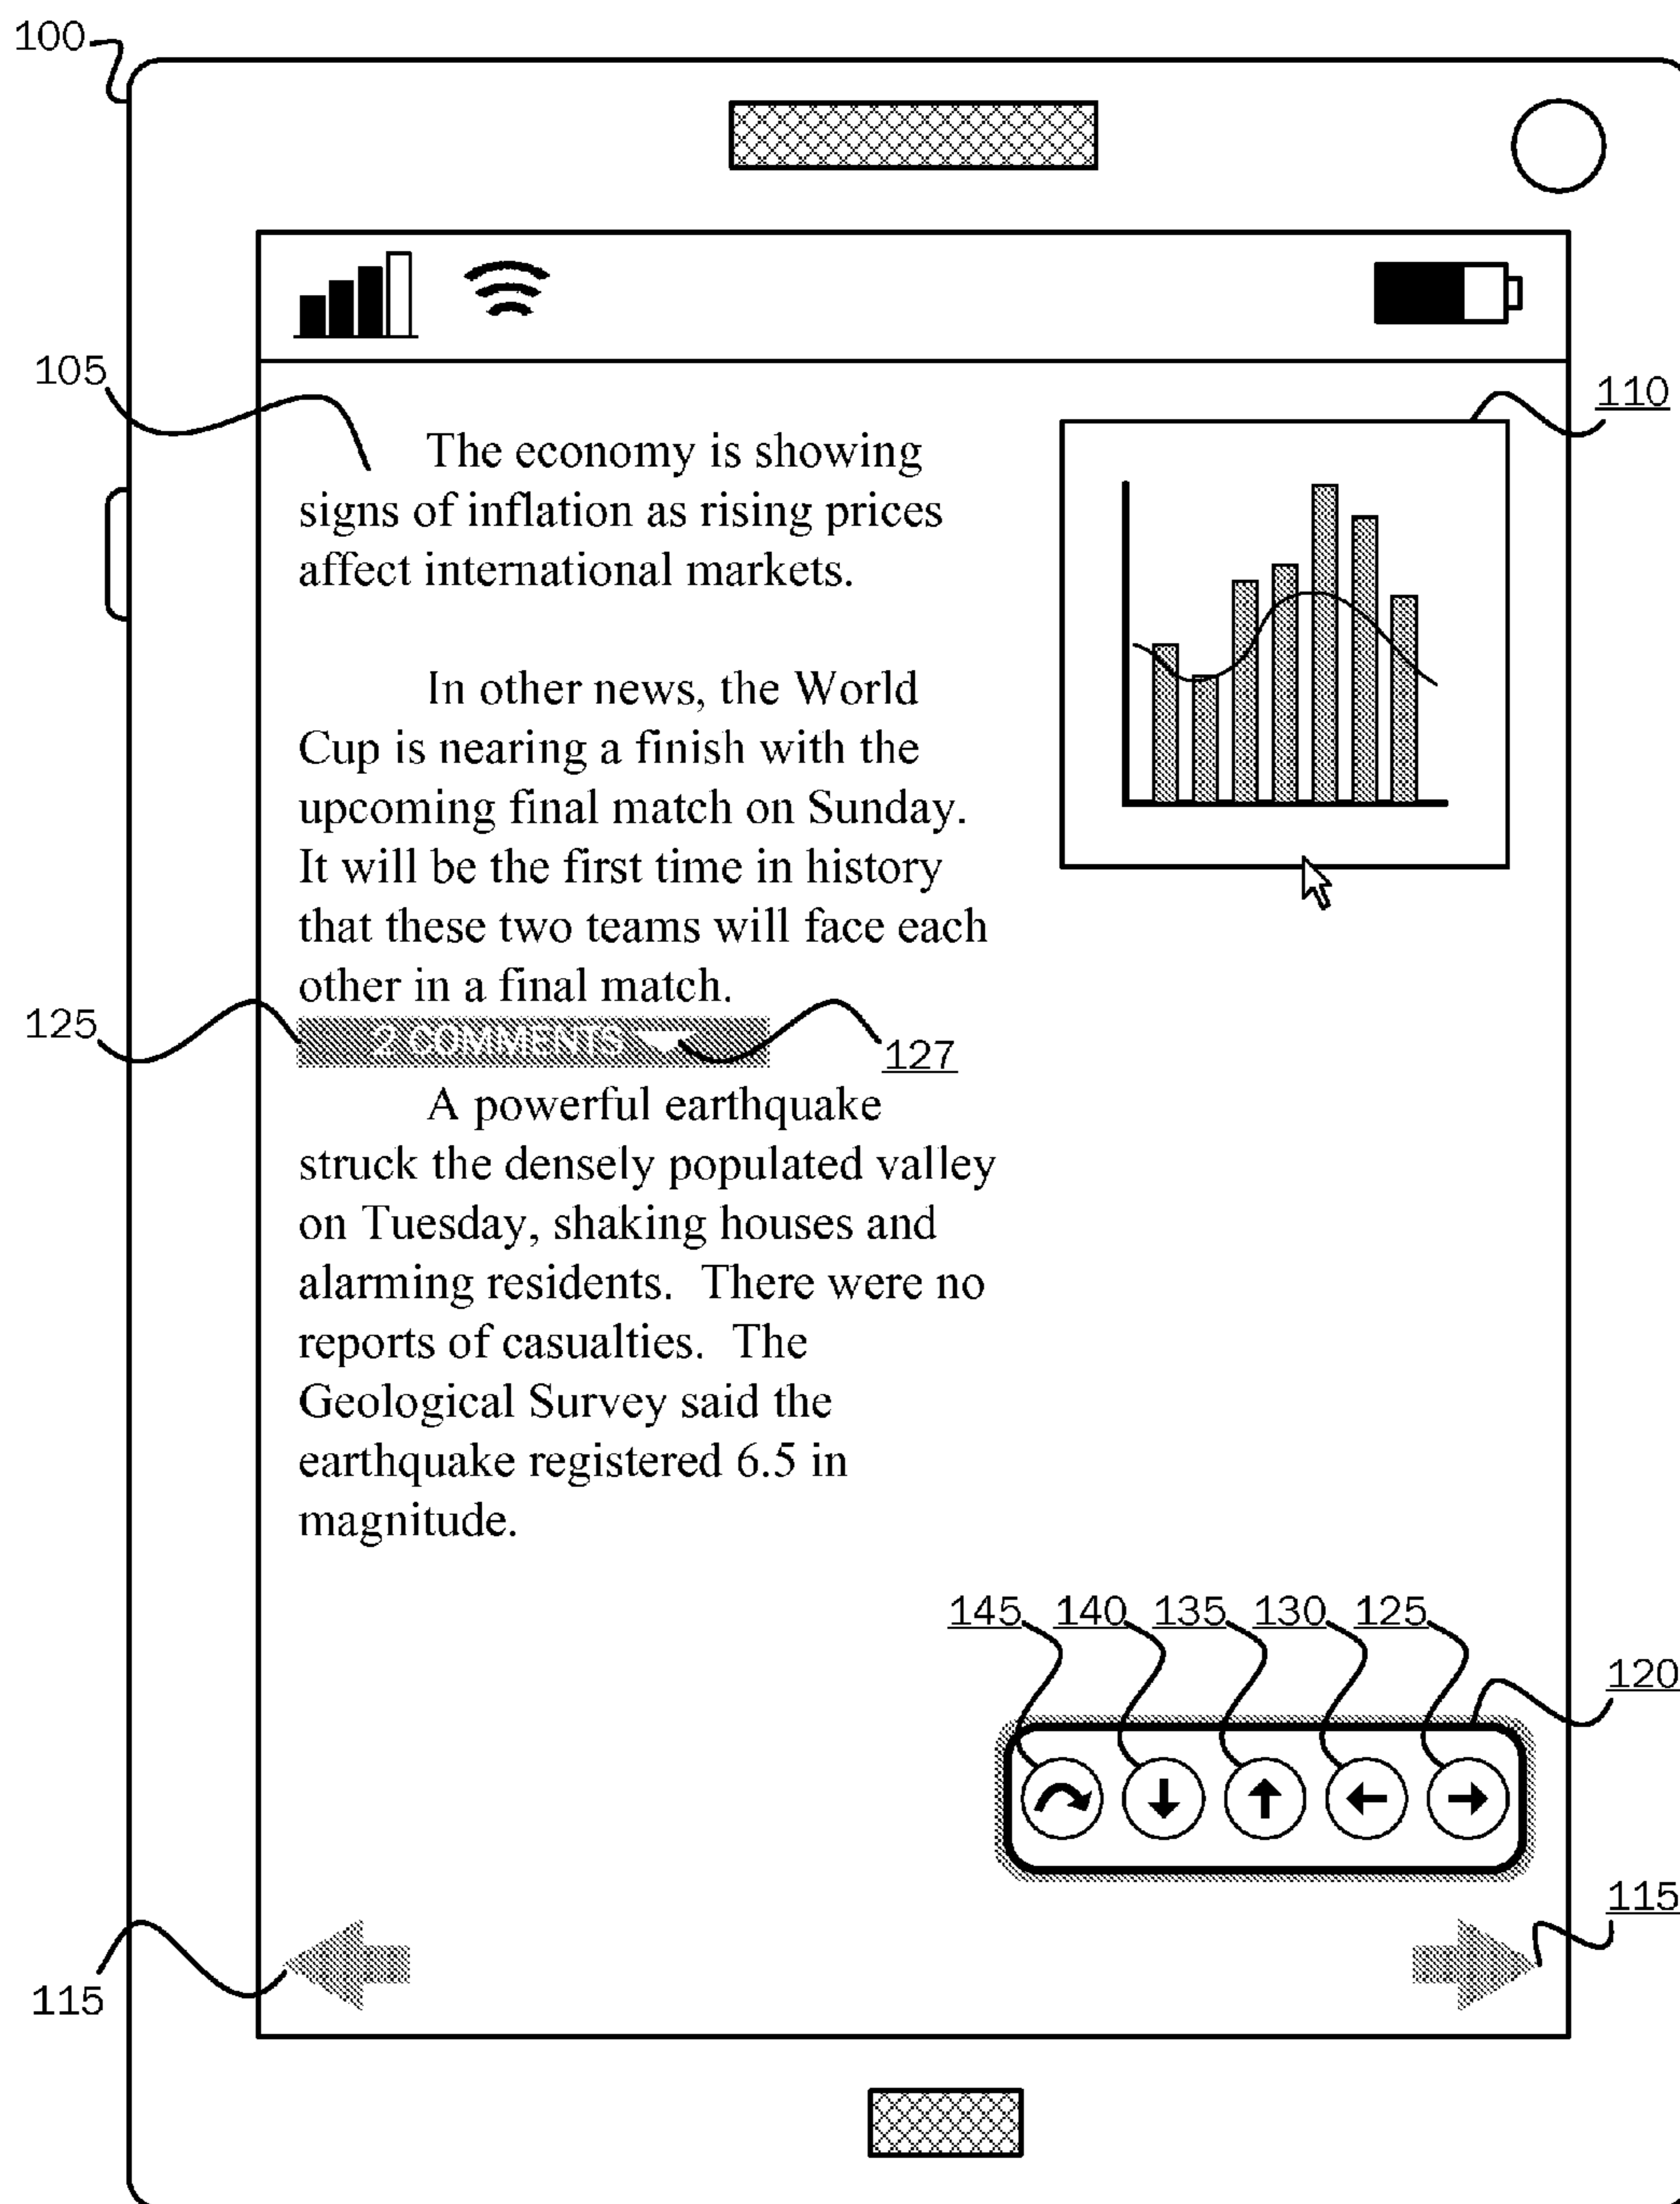 100
105
110
The economy is showing
signs of inflation as rising prices
affect international markets.
In other news, the World
Cup is nearing a finish with the
upcoming final match on Sunday.
It will be the first time in history
that these two teams will face each
other in a final match.
125
2 COMMENTS
127
A powerful earthquake
struck the densely populated valley
on Tuesday, shaking houses and
alarming residents.  There were no
reports of casualties.  The
Geological Survey said the
earthquake registered 6.5 in
magnitude.
145 140 135 130 125
120
115
115